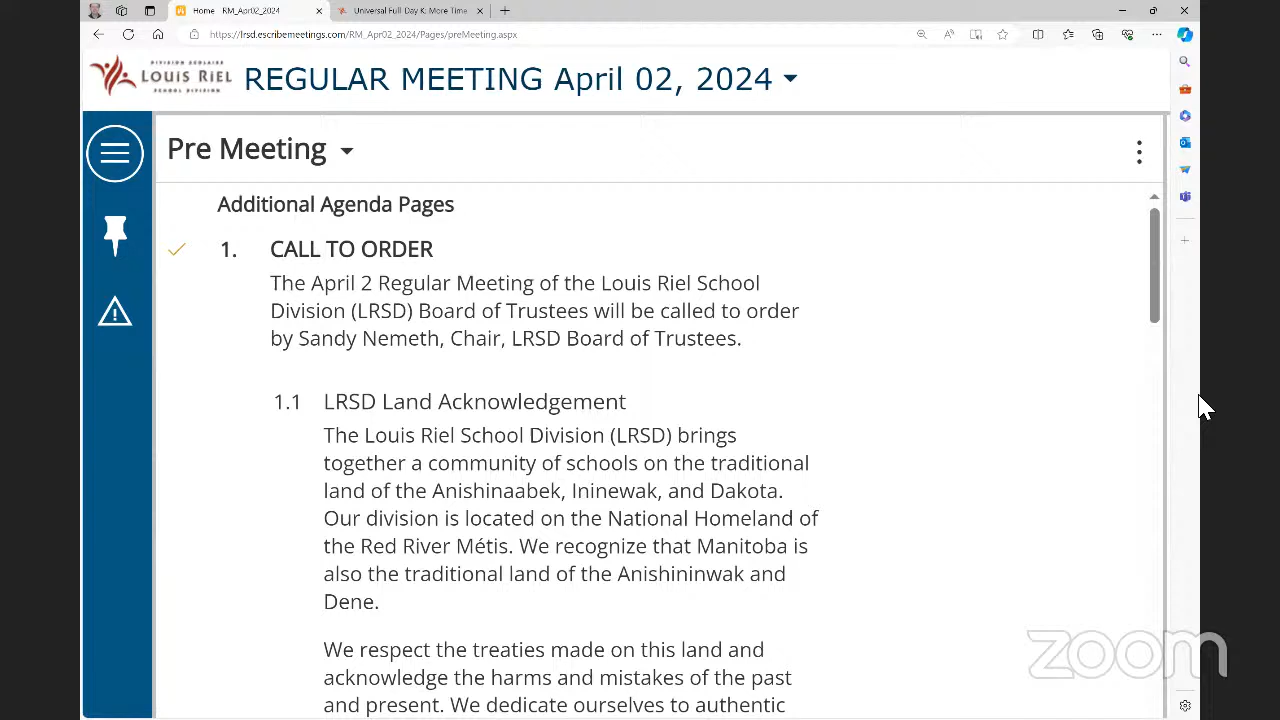 Home RM_Apr02_2024
Universal Full-Day K: More Time
https://lrsd.escribemeetings.com/RM_Apr02_2024/Pages/preMeeting.aspx
DIVISION SCOLAIRE
LOUIS RIEL
SCHOOL DIVISION
REGULAR MEETING April 02, 2024
Pre Meeting
Additional Agenda Pages
1. CALL TO ORDER
The April 2 Regular Meeting of the Louis Riel School
Division (LRSD) Board of Trustees will be called to order
by Sandy Nemeth, Chair, LRSD Board of Trustees.
1.1 LRSD Land Acknowledgement
The Louis Riel School Division (LRSD) brings
together a community of schools on the traditional
land of the Anishinaabek, Ininewak, and Dakota.
Our division is located on the National Homeland of
the Red River Métis. We recognize that Manitoba is
also the traditional land of the Anishininwak and
Dene.
We respect the treaties made on this land and
acknowledge the harms and mistakes of the past
and present. We dedicate ourselves to authentic
zoom